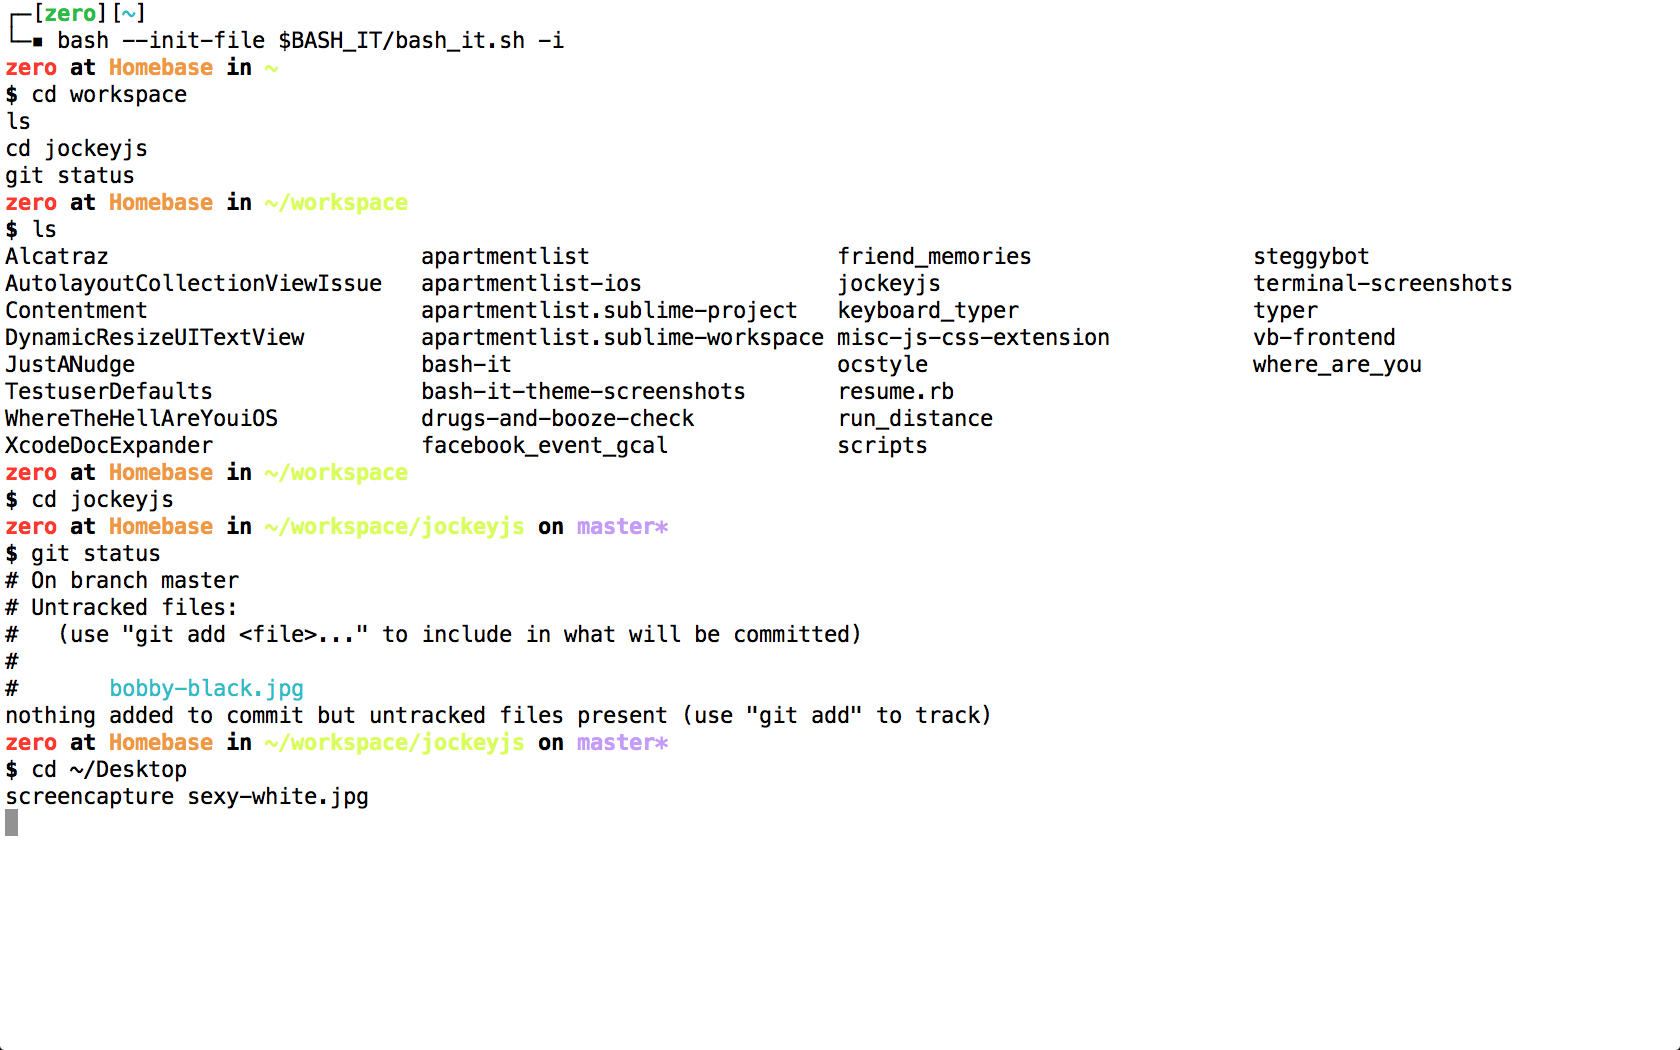 ┌─[zero][~]
└─▪ bash --init-file $BASH_IT/bash_it.sh -i
zero at Homebase in ~
$ cd workspace
ls
cd jockeyjs
git status
zero at Homebase in ~/workspace
$ ls
Alcatraz                        apartmentlist                   friend_memories                 steggybot
AutolayoutCollectionViewIssue   apartmentlist-ios               jockeyjs                        terminal-screenshots
Contentment                     apartmentlist.sublime-project   keyboard_typer                  typer
DynamicResizeUITextView         apartmentlist.sublime-workspace misc-js-css-extension           vb-frontend
JustANudge                      bash-it                         ocstyle                         where_are_you
TestuserDefaults                bash-it-theme-screenshots       resume.rb
WhereTheHellAreYouiOS           drugs-and-booze-check           run_distance
XcodeDocExpander                facebook_event_gcal             scripts
zero at Homebase in ~/workspace
$ cd jockeyjs
zero at Homebase in ~/workspace/jockeyjs on master*
$ git status
# On branch master
# Untracked files:
#   (use "git add <file>..." to include in what will be committed)
#
#       bobby-black.jpg
nothing added to commit but untracked files present (use "git add" to track)
zero at Homebase in ~/workspace/jockeyjs on master*
$ cd ~/Desktop
screencapture sexy-white.jpg